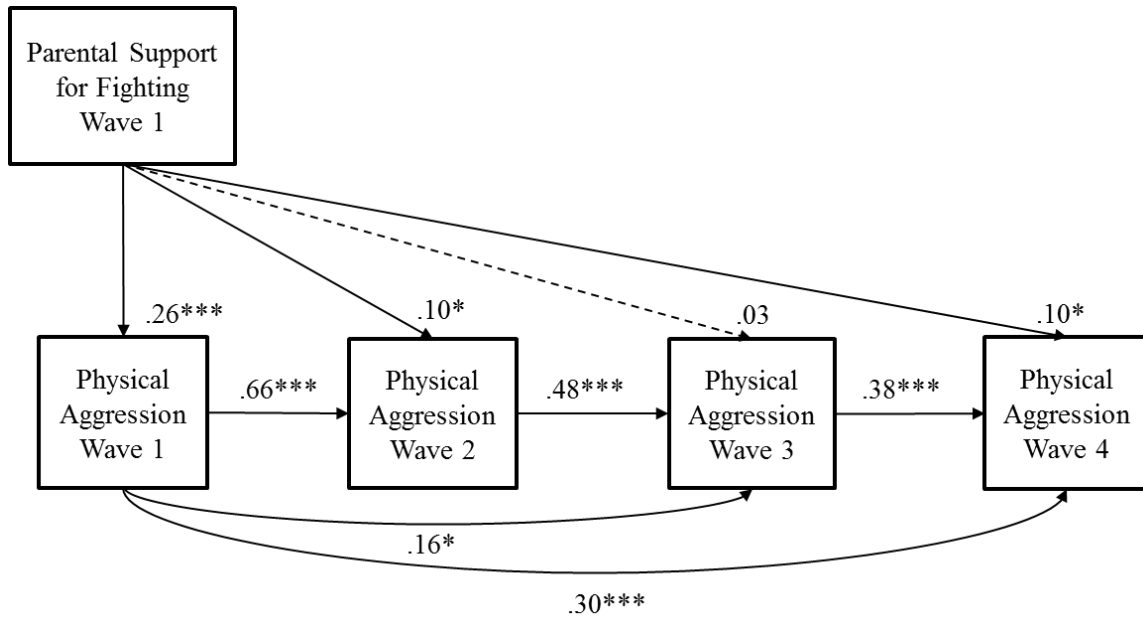 Parental Support
for Fighting
Wave 1
.26***
.10*
.03
.10*
Physical
Aggression
Wave 1
.66***
Physical
Aggression
Wave 2
.48***
Physical
Aggression
Wave 3
.38***
Physical
Aggression
Wave 4
.16*
.30***